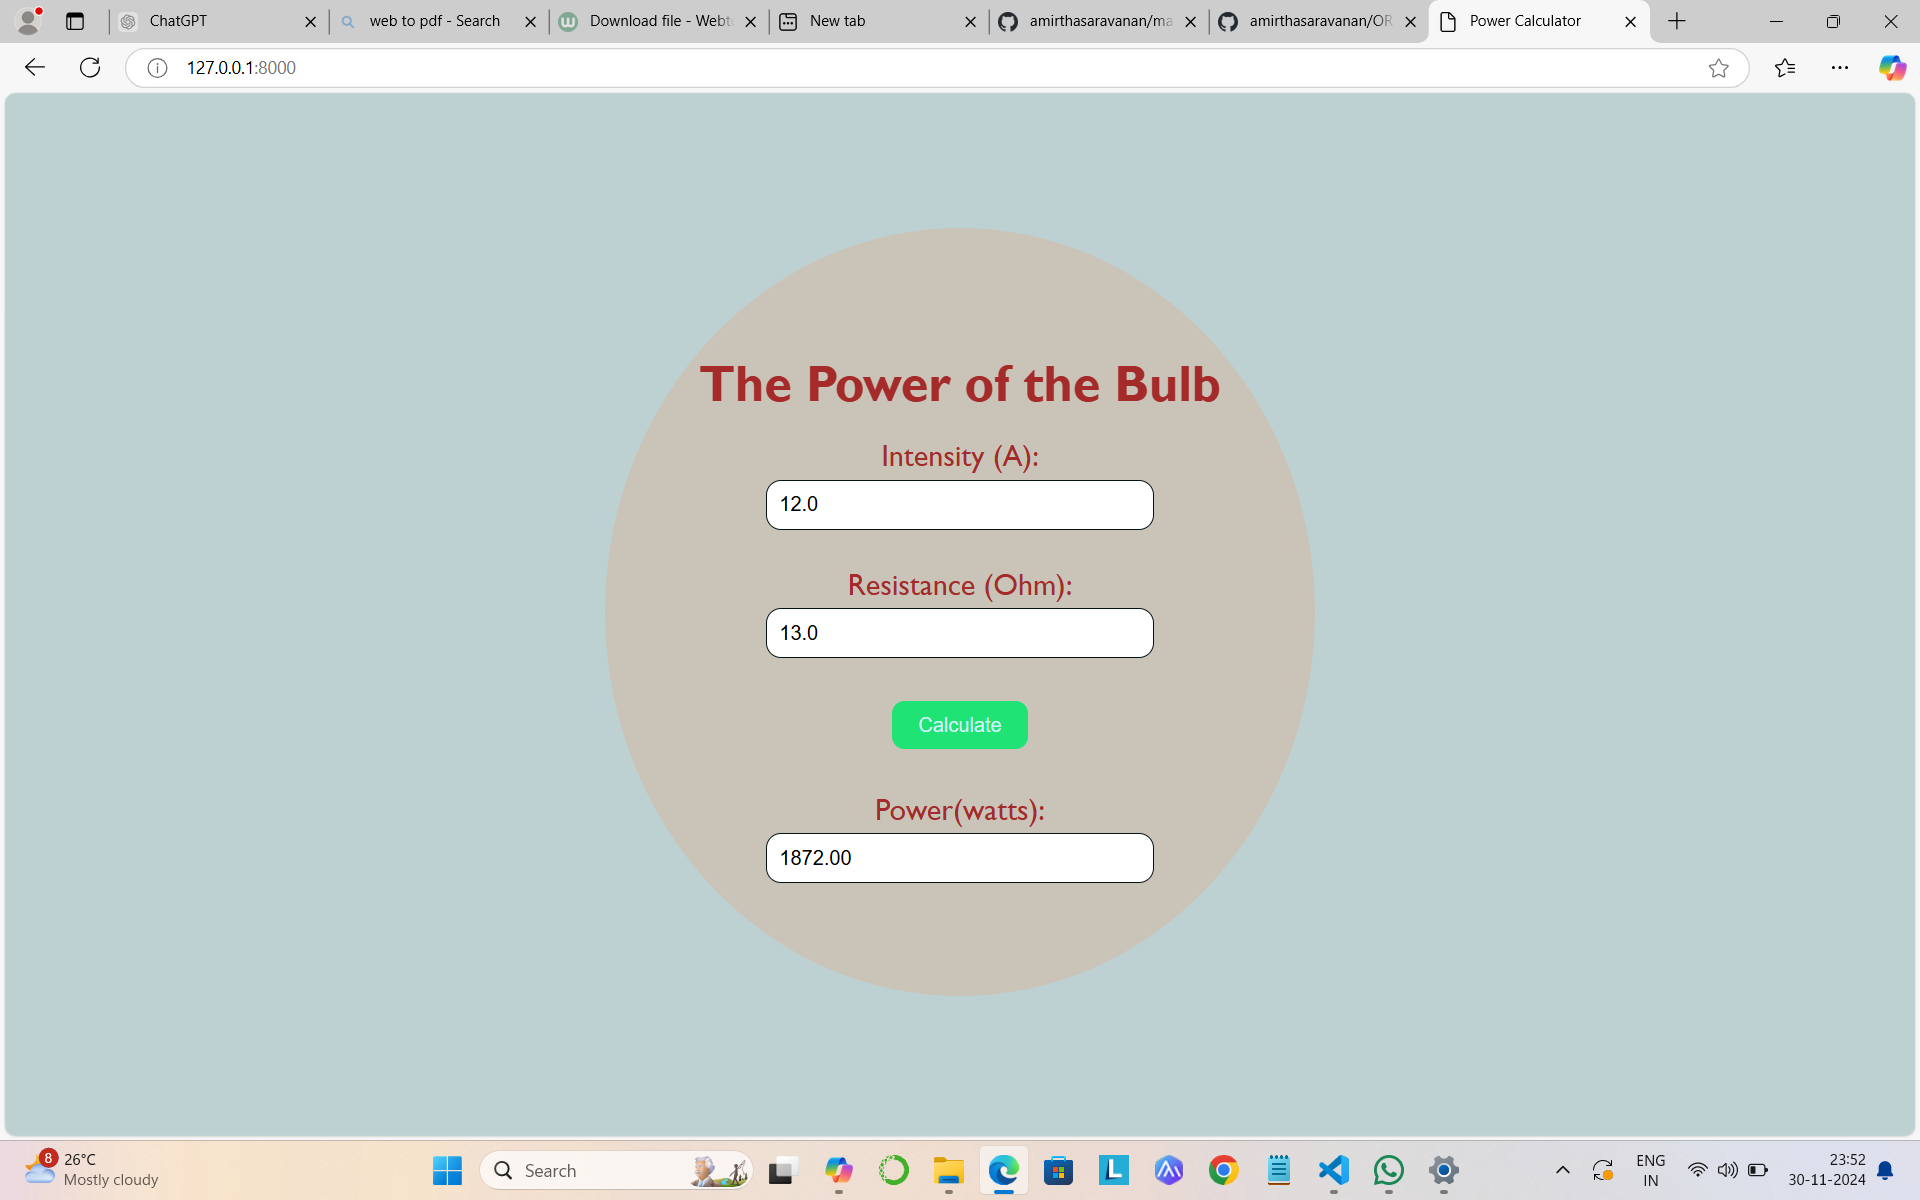 ChatGPT
web to pdf - Search
Download file - Webt
New tab
amirthasaravanan/ma
amirthasaravanan/OR
Power Calculator
127.0.0.1:8000
The Power of the Bulb
Intensity (A):
12.0
Resistance (Ohm):
13.0
Calculate
Power(watts):
1872.00
8
26°C
Mostly cloudy
Search
L
ENG
IN
23:52
30-11-2024